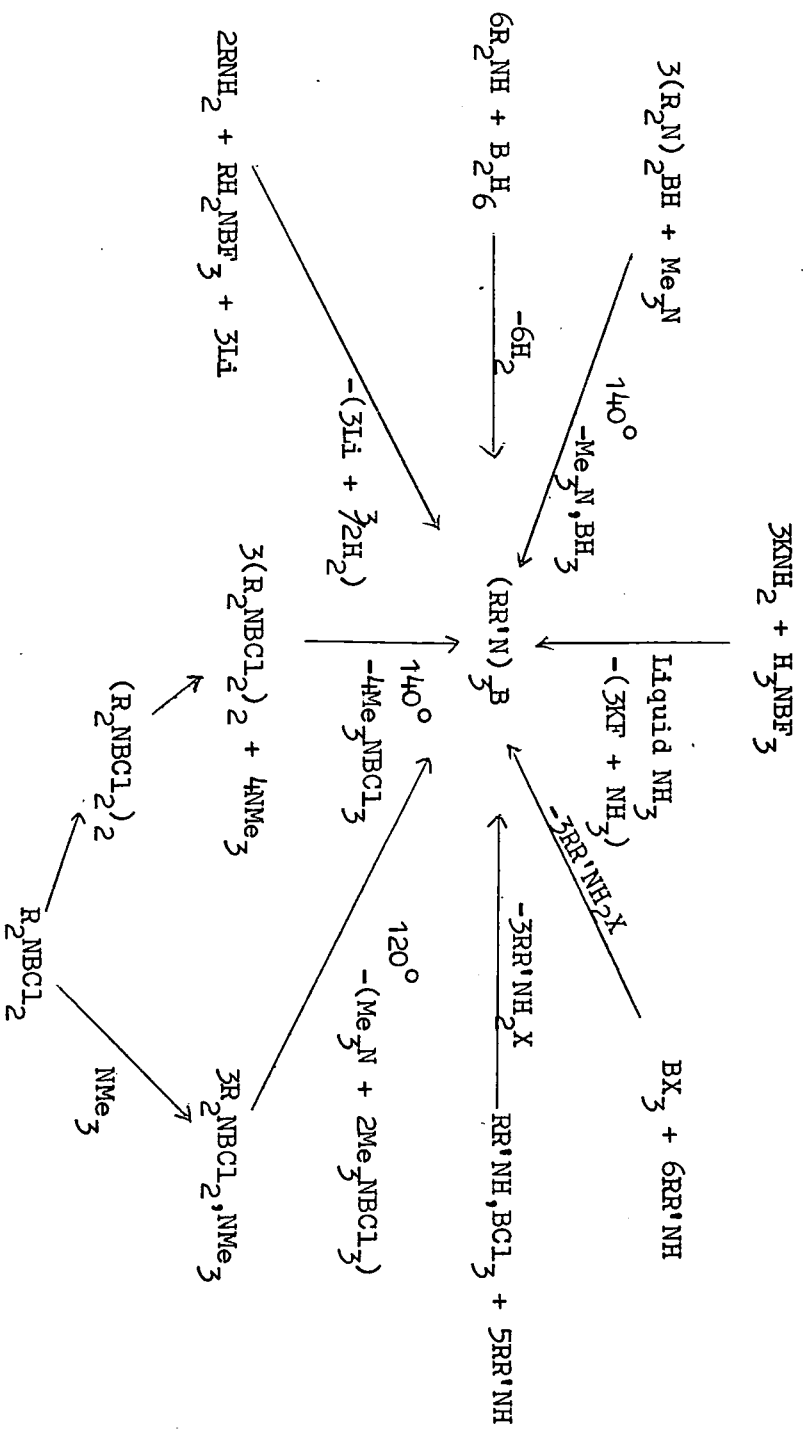 3KNH₂ + H₃NBF₃
Liquid NH₃
-(3KF + NH₃)
3(R₂N)₂BH + Me₃N
140°
-Me₃N,BH₃
BX₃ + 6RR'NH
-3RR'NH₂X
6R₂NH + B₂H₆
-6H₂
(RR'N)₃B
-3RR'NH₂X
RR'NH,BCl₃ + 5RR'NH
2RNH₂ + RH₂NBF₃ + 3Li
-(3Li + 3/2H₂)
140°
-4Me₃NBCl₃
120°
-(Me₃N + 2Me₃NBCl₃)
3(R₂NBCl₂)₂ + 4NMe₃
3R₂NBCl₂,NMe₃
(R₂NBCl₂)₂
NMe₃
R₂NBCl₂